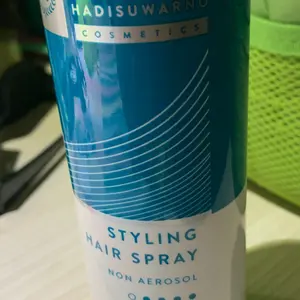 HADISUWARNO
COSMETICS
STYLING
HAIR SPRAY
NON AEROSOL